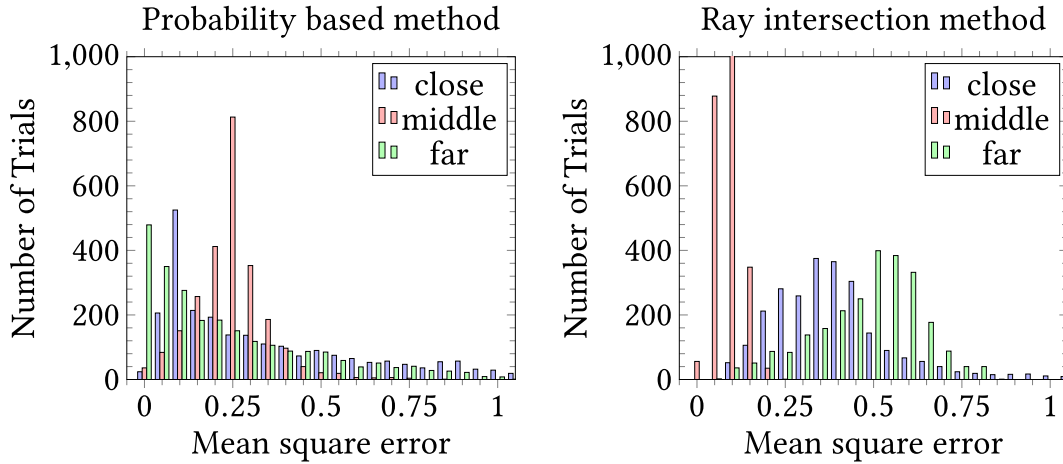 Probability based method
1,000
800
600
400
200
0
Number of Trials
close
middle
far
0 0.25 0.5 0.75 1
Mean square error
Ray intersection method
1,000
800
600
400
200
0
Number of Trials
close
middle
far
0 0.25 0.5 0.75 1
Mean square error